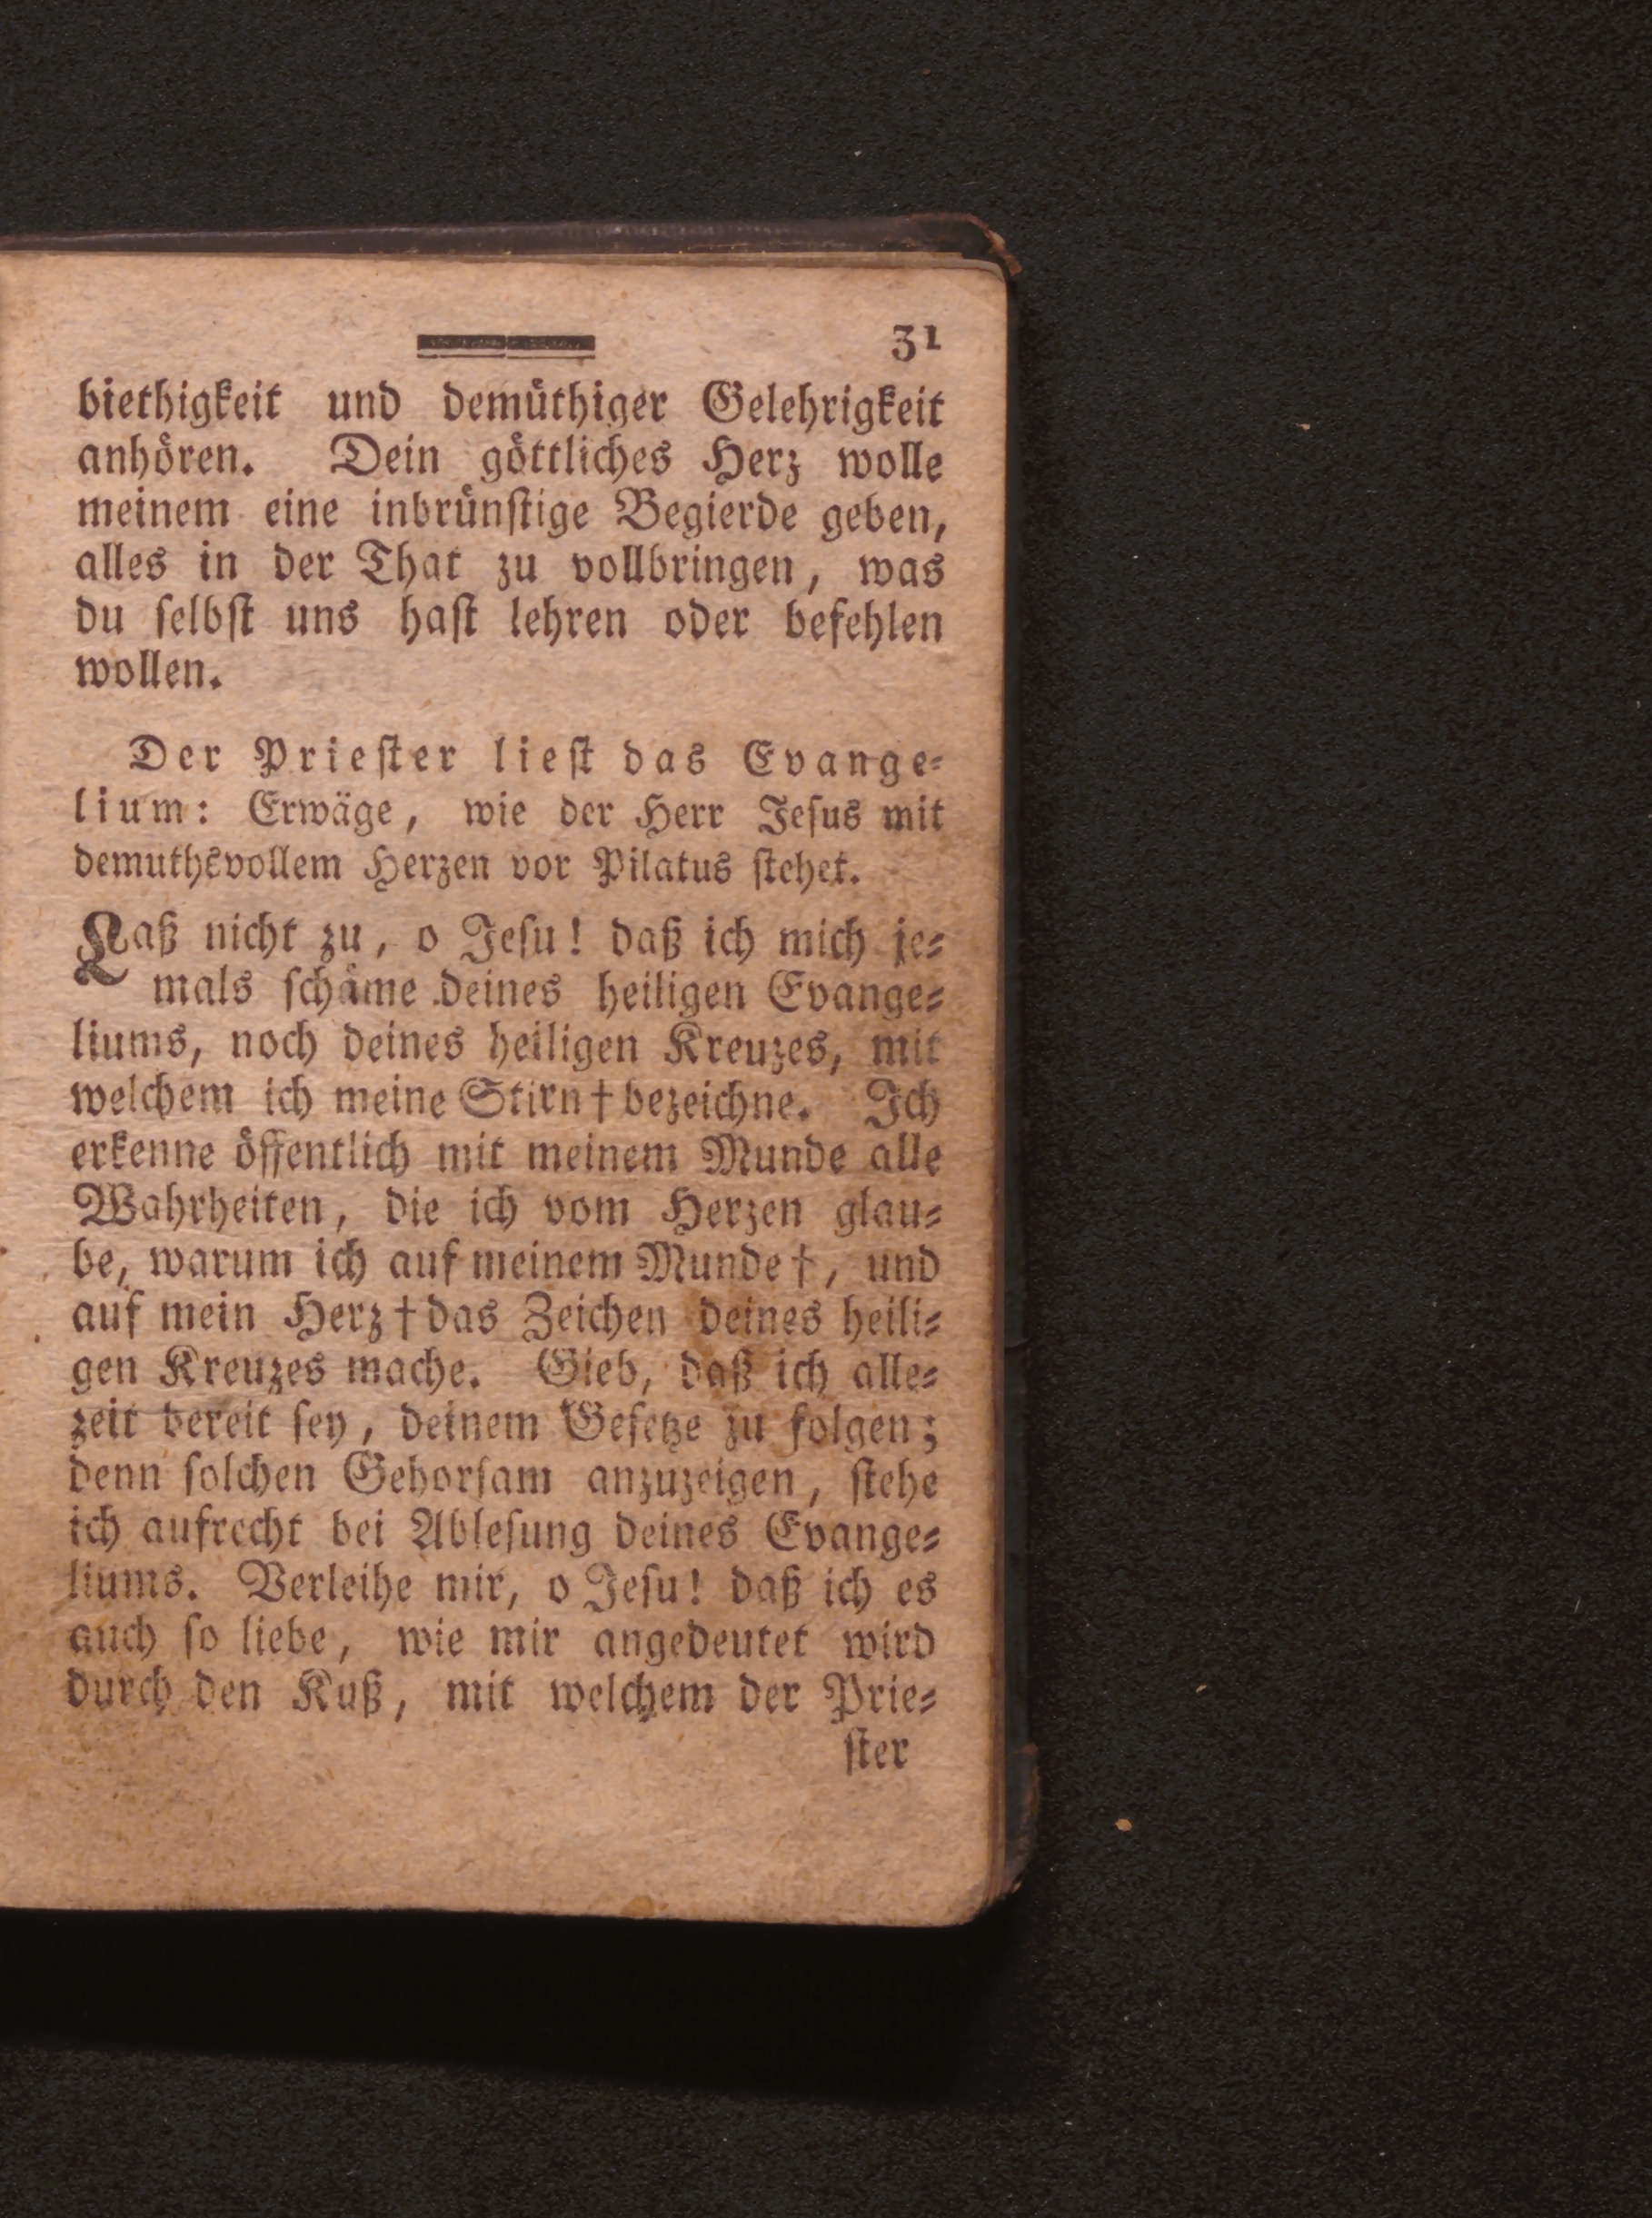 31
biethigkeit und demüthiger Gelehrigkeit
anhören. Dein göttliches Herz wolle
meinem eine inbrünſtige Begierde geben,
alles in der That zu vollbringen, was
du ſelbſt uns haſt lehren oder befehlen
wollen.
Der Prieſter lieſt das Evange-
lium: Erwäge, wie der Herr Jeſus mit
demuthsvollem Herzen vor Pilatus ſtehet.
Laß nicht zu, o Jeſu! daß ich mich je-
mals ſchäme deines heiligen Evange-
liums, noch deines heiligen Kreuzes, mit
welchem ich meine Stirn † bezeichne. Ich
erkenne öffentlich mit meinem Munde alle
Wahrheiten, die ich vom Herzen glau-
be, warum ich auf meinem Munde †, und
auf mein Herz † das Zeichen deines heili-
gen Kreuzes mache. Gieb, daß ich alle-
zeit bereit ſey, deinem Geſetze zu folgen;
denn ſolchen Gehorſam anzuzeigen, ſtehe
ich aufrecht bei Ableſung deines Evange-
liums. Verleihe mir, o Jeſu! daß ich es
auch ſo liebe, wie mir angedeutet wird
durch den Kuß, mit welchem der Prie-
ſter